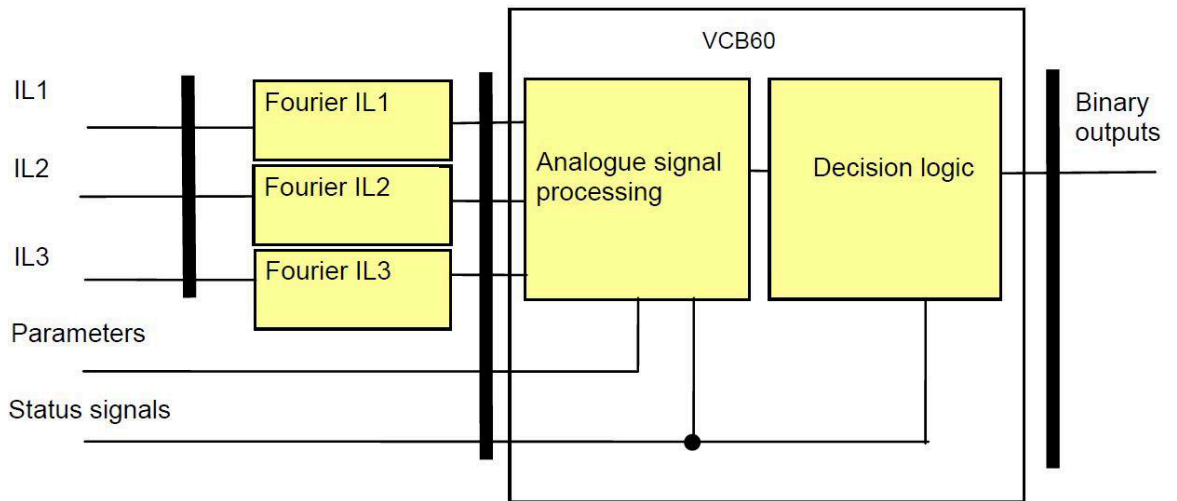 VCB60
IL1
Fourier IL1
Binary
outputs
IL2
Fourier IL2
Analogue signal
processing
Decision logic
IL3
Fourier IL3
Parameters
Status signals